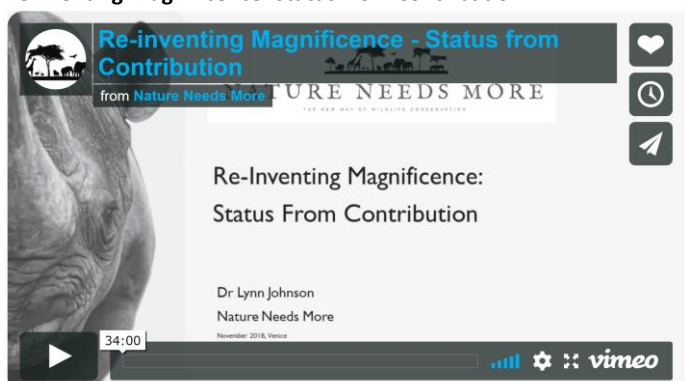 Re-inventing Magnificence - Status from
Contribution
from Nature Needs More
NATURE NEEDS MORE
THE NEW WAY OF WILDLIFE CONSERVATION
Re-Inventing Magnificence:
Status From Contribution
Dr Lynn Johnson
Nature Needs More
November 2018, Venice
34:00
vimeo